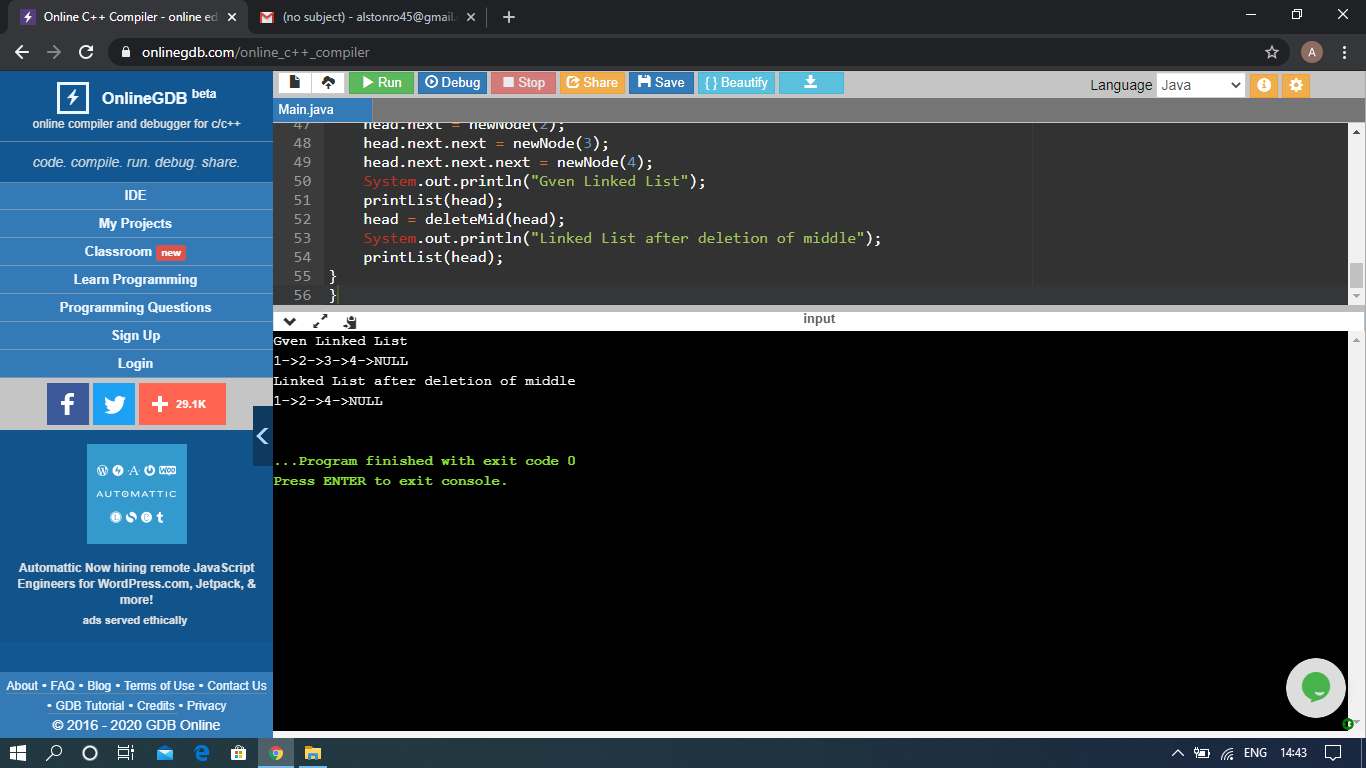 Online C++ Compiler - online ed
(no subject) - alstonro45@gmail.
onlinegdb.com/online_c++_compiler
A
OnlineGDB beta
online compiler and debugger for c/c++
code. compile. run. debug. share.
IDE
My Projects
Classroom new
Learn Programming
Programming Questions
Sign Up
Login
29.1K
AUTOMATTIC
Automattic Now hiring remote JavaScript
Engineers for WordPress.com, Jetpack, &
more!
ads served ethically
About • FAQ • Blog • Terms of Use • Contact Us
• GDB Tutorial • Credits • Privacy
© 2016 - 2020 GDB Online
Run Debug Stop Share Save { } Beautify Language Java
Main.java
47 head.next = newNode(2);
48 head.next.next = newNode(3);
49 head.next.next.next = newNode(4);
50 System.out.println("Gven Linked List");
51 printList(head);
52 head = deleteMid(head);
53 System.out.println("Linked List after deletion of middle");
54 printList(head);
55 }
56 }
input
Gven Linked List
1->2->3->4->NULL
Linked List after deletion of middle
1->2->4->NULL
...Program finished with exit code 0
Press ENTER to exit console.
ENG 14:43